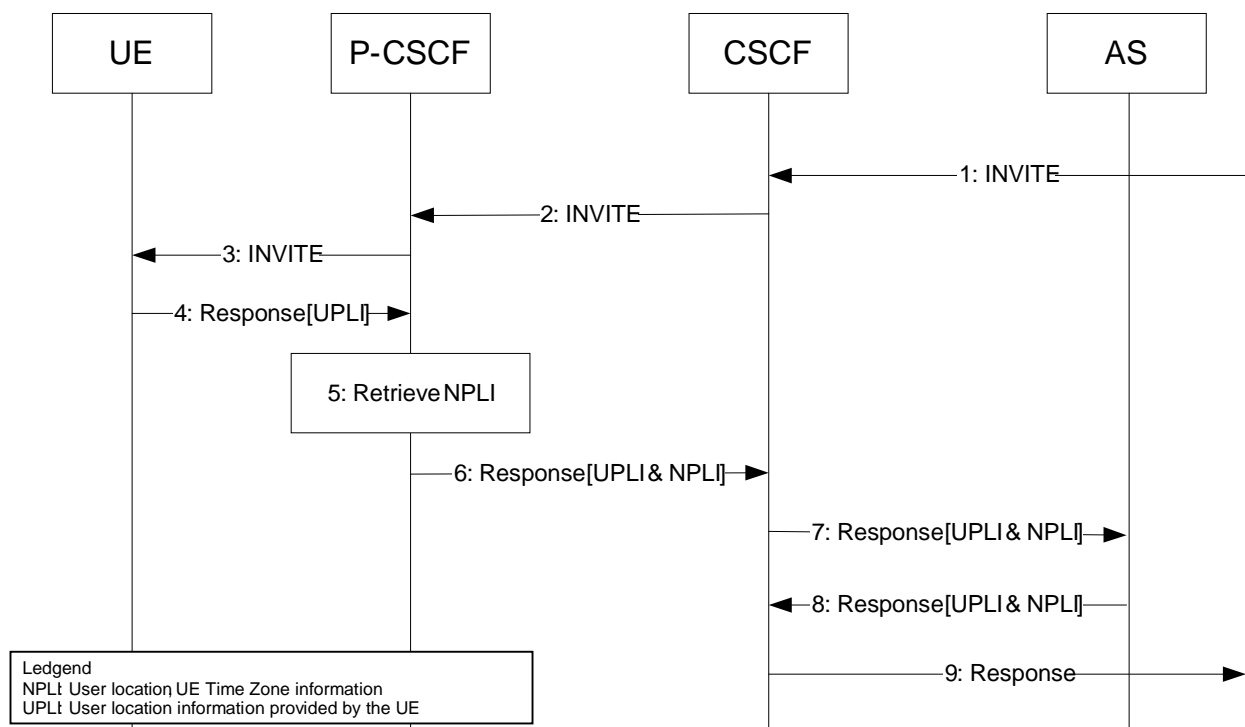 UE
P-CSCF
CSCF
AS
1: INVITE
2: INVITE
3: INVITE
4: Response[UPLI]
5: Retrieve NPLI
6: Response[UPLI & NPLI]
7: Response[UPLI & NPLI]
8: Response[UPLI & NPLI]
9: Response
Ledgend
NPLI: User location, UE Time Zone information
UPLI: User location information provided by the UE